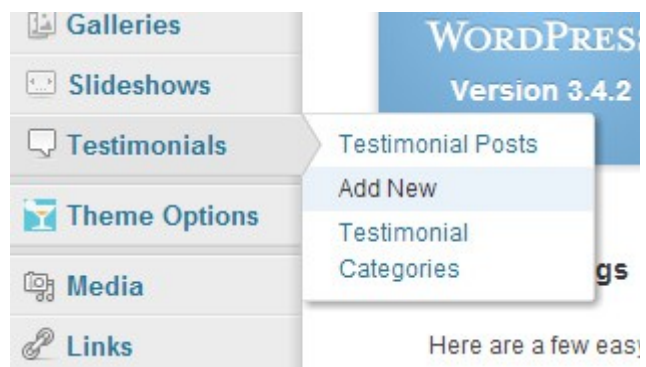 Galleries
Slideshows
Testimonials
Theme Options
Media
Links
WORDPRES
Version 3.4.2
Testimonial Posts
Add New
Testimonial
Categories
gs
Here are a few easy